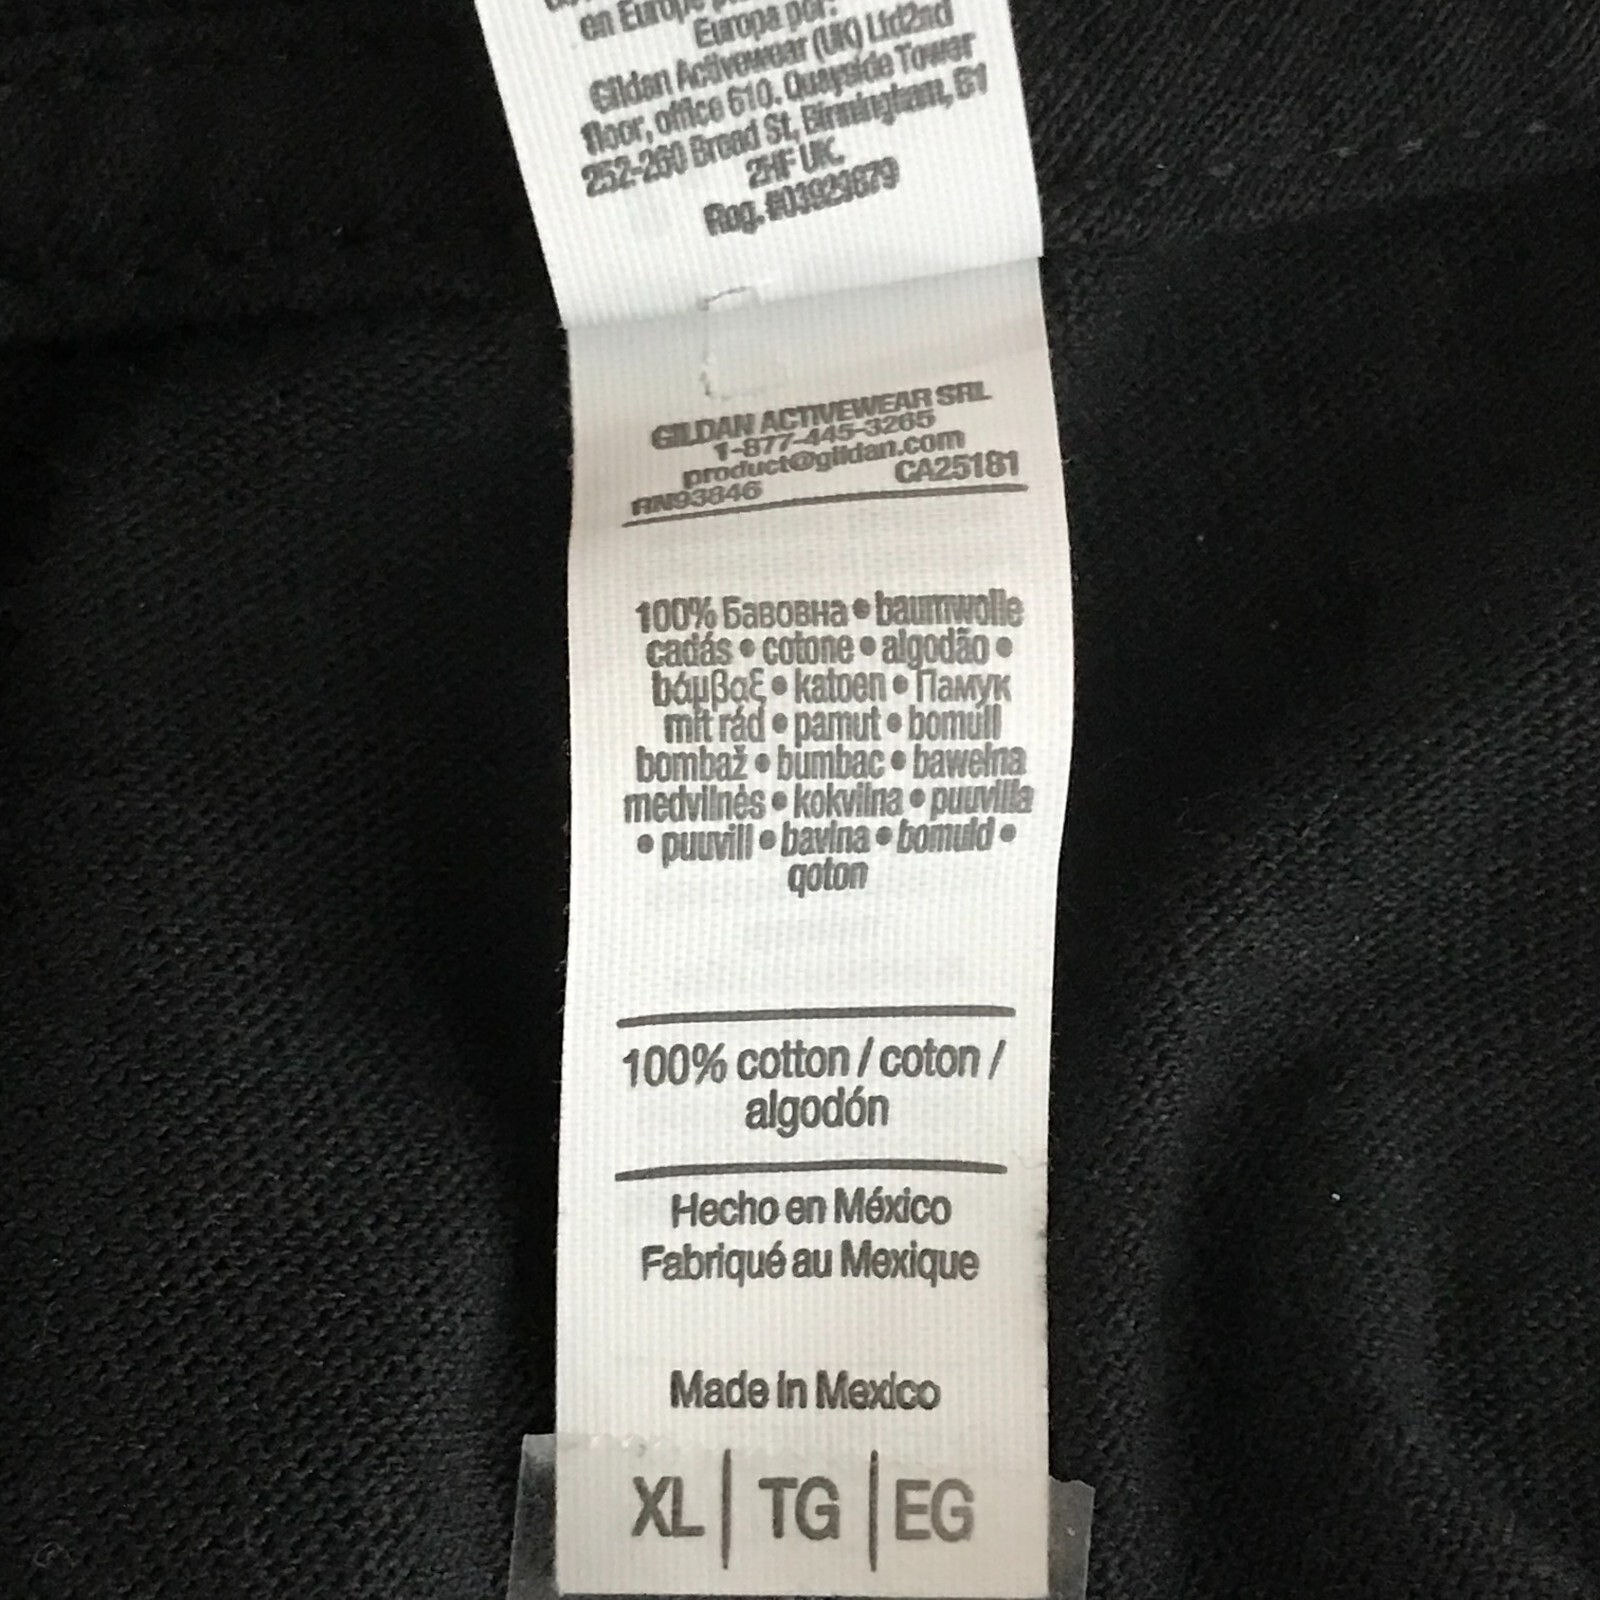 en Europe
Europa por:
Gildan Activewear (UK) Ltd2nd
floor, office 610, Quayside Tower
252-260 Broad St, Birmingham, B1
2HF UK.
Reg. #03929679
GILDAN ACTIVEWEAR SRL
1-877-445-3265
product@gildan.com
RN93846 CA25181
100% Бавовна • baumwolle
cadás • cotone • algodão •
bάμβαξ • katoen • Памук
mit rád • pamut • bomull
bombaž • bumbac • bawełna
medvilnės • kokvilna • puuvilla
• puuvill • bavlna • bomuld •
qoton
100% cotton / coton /
algodón
Hecho en México
Fabriqué au Mexique
Made in Mexico
XL | TG | EG